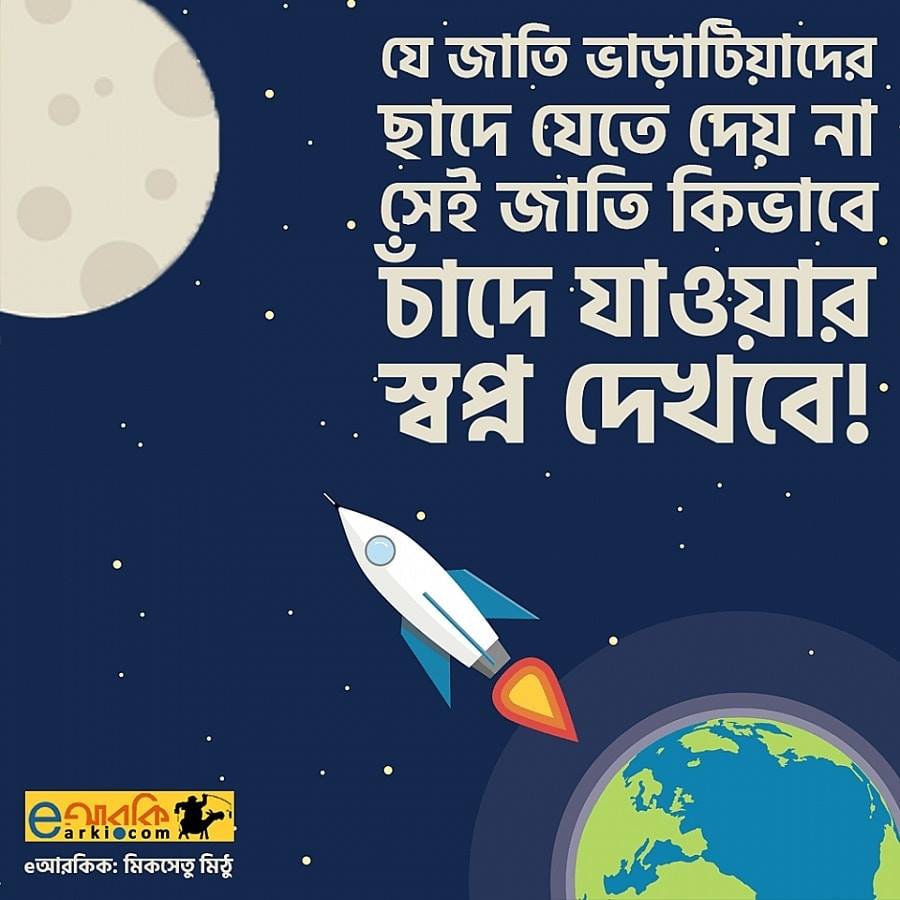 যে জাতি ভাড়াটিয়াদের
ছাদে যেতে দেয় না
সেই জাতি কিভাবে
চাঁদে যাওয়ার
স্বপ্ন দেখবে!
eআরকি
earki.com
eআরকিক: মিকসেতু মিঠু